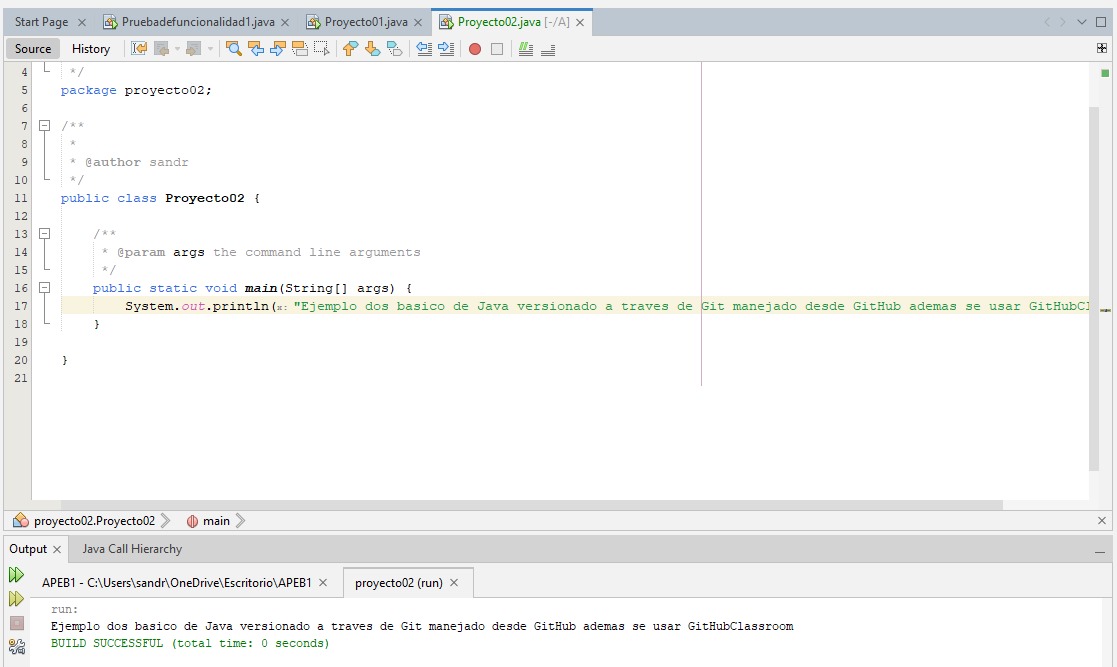 Start Page Pruebadefuncionalidad1.java Proyecto01.java Proyecto02.java [-/A]
Source History
4 */
5 package proyecto02;
6
7 /**
8 *
9 * @author sandr
10 */
11 public class Proyecto02 {
12
13 /**
14 * @param args the command line arguments
15 */
16 public static void main(String[] args) {
17 System.out.println(x: "Ejemplo dos basico de Java versionado a traves de Git manejado desde GitHub ademas se usar GitHubCl
18 }
19
20 }
21
proyecto02.Proyecto02 main
Output Java Call Hierarchy
APEB1 - C:\Users\sandr\OneDrive\Escritorio\APEB1 proyecto02 (run)
run:
Ejemplo dos basico de Java versionado a traves de Git manejado desde GitHub ademas se usar GitHubClassroom
BUILD SUCCESSFUL (total time: 0 seconds)